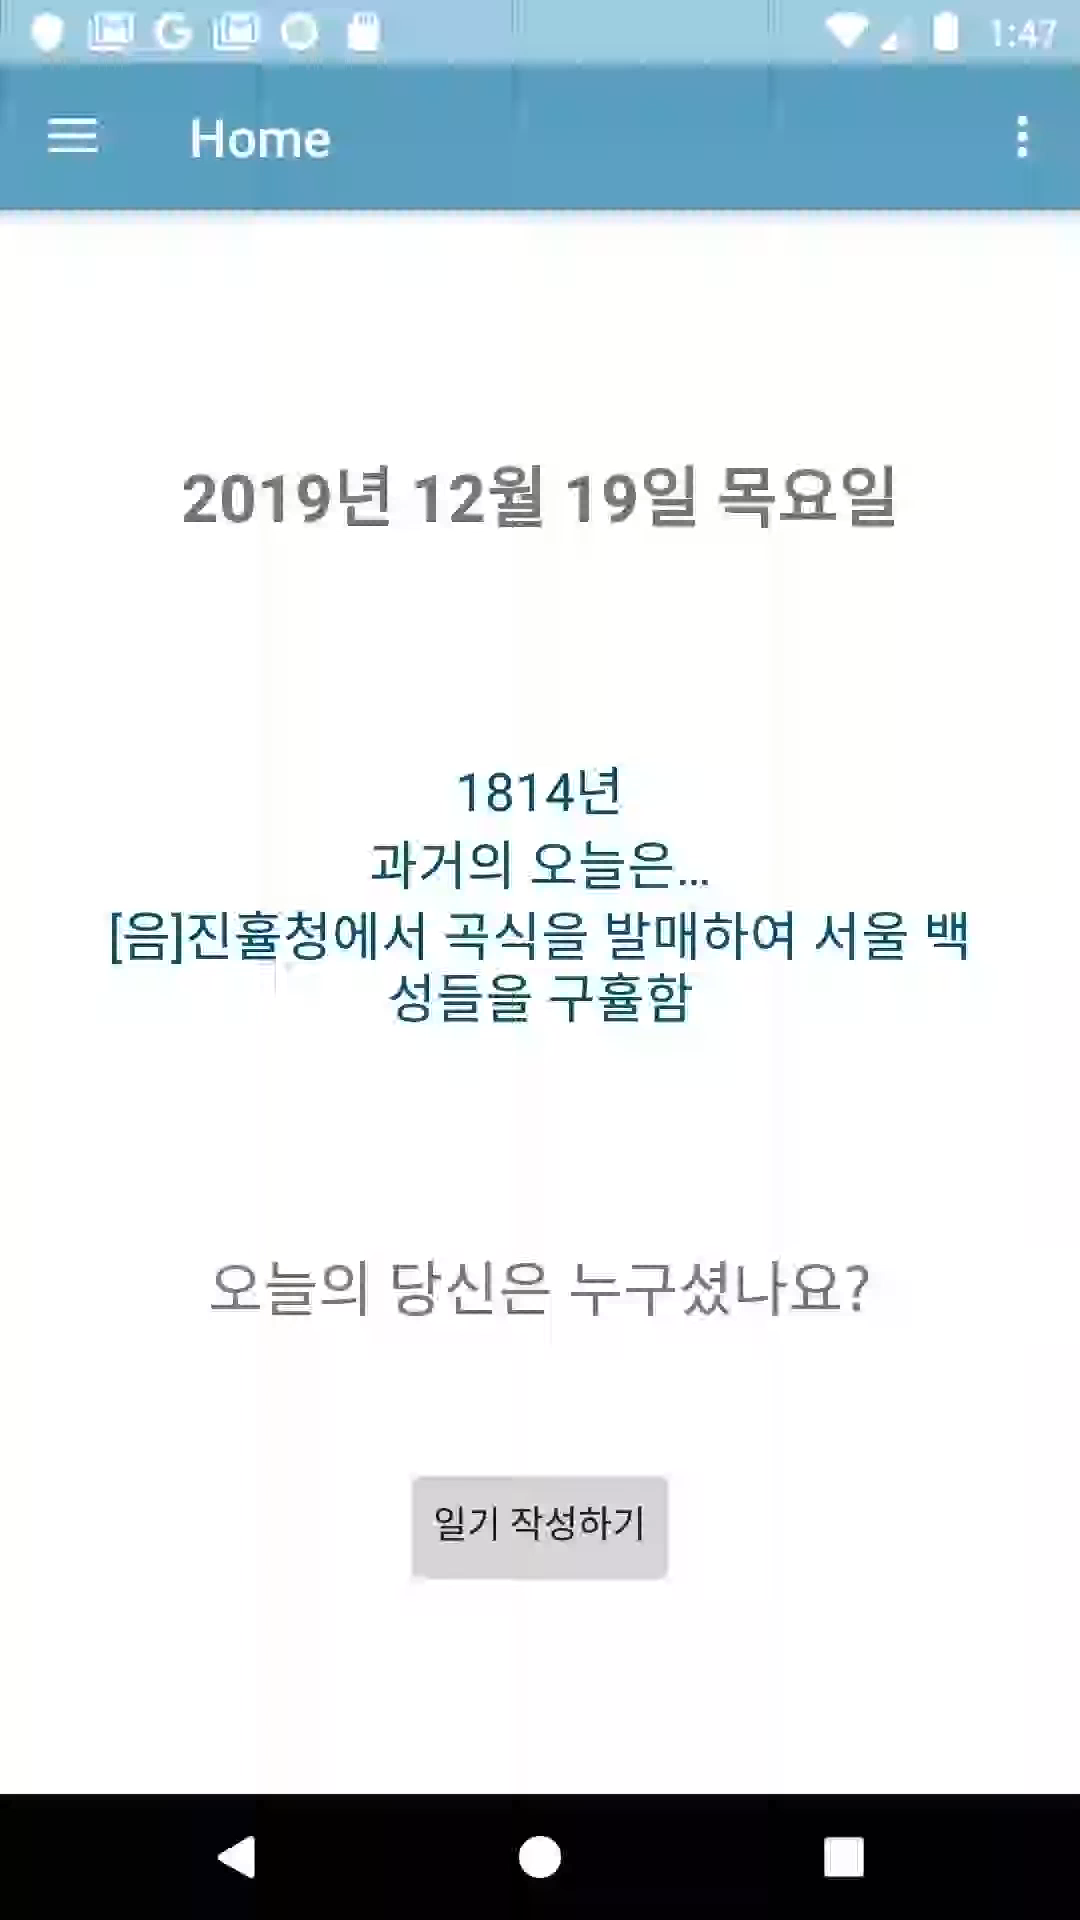 1:47
Home
2019년 12월 19일 목요일
1814년
과거의 오늘은...
[음]진휼청에서 곡식을 발매하여 서울 백
성들을 구휼함
오늘의 당신은 누구셨나요?
일기 작성하기